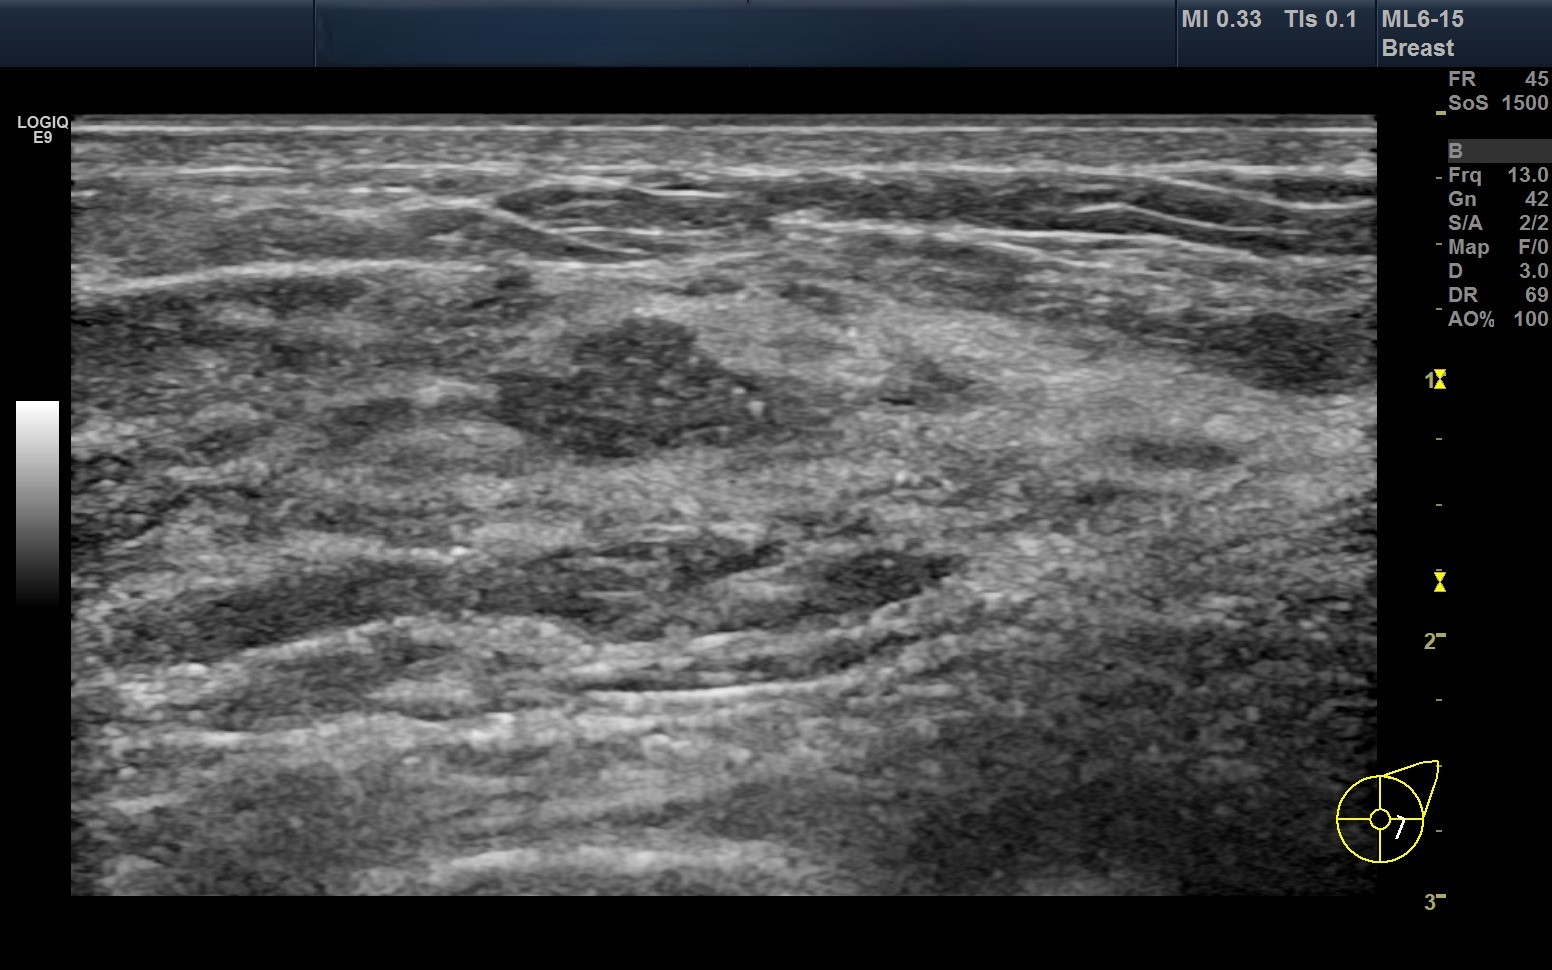 MI 0.33 TIs 0.1
ML6-15
Breast
LOGIQ
E9
FR 45
SoS 1500
B
Frq 13.0
Gn 42
S/A 2/2
Map F/0
D 3.0
DR 69
AO% 100
1
2
3